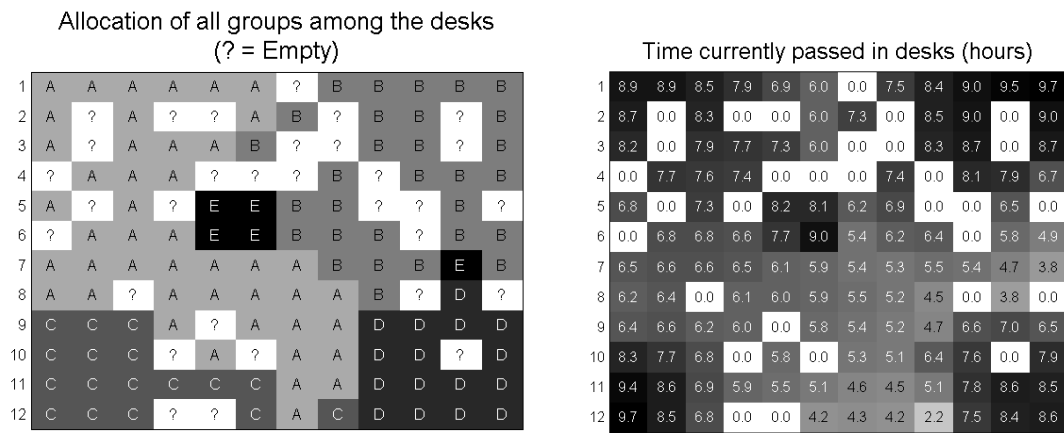 Allocation of all groups among the desks
(? = Empty)
1 A A A A A A ? B B B B B
2 A ? A ? ? A B ? B B ? B
3 A ? A A A B ? ? B B ? B
4 ? A A A ? ? ? B ? B B B
5 A ? A ? E E B B ? ? B ?
6 ? A A A E E B B B ? B B
7 A A A A A A A B B B E B
8 A A ? A A A A A B ? D ?
9 C C C A ? A A A D D D D
10 C C C ? A ? A A D D ? D
11 C C C C C C A A D D D D
12 C C C ? ? C A C D D D D
Time currently passed in desks (hours)
1 8.9 8.9 8.5 7.9 6.9 6.0 0.0 7.5 8.4 9.0 9.5 9.7
2 8.7 0.0 8.3 0.0 0.0 6.0 7.3 0.0 8.5 9.0 0.0 9.0
3 8.2 0.0 7.9 7.7 7.3 6.0 0.0 0.0 8.3 8.7 0.0 8.7
4 0.0 7.7 7.6 7.4 0.0 0.0 0.0 7.4 0.0 8.1 7.9 6.7
5 6.8 0.0 7.3 0.0 8.2 8.1 6.2 6.9 0.0 0.0 6.5 0.0
6 0.0 6.8 6.8 6.6 7.7 9.0 5.4 6.2 6.4 0.0 5.8 4.9
7 6.5 6.6 6.6 6.5 6.1 5.9 5.4 5.3 5.5 5.4 4.7 3.8
8 6.2 6.4 0.0 6.1 6.0 5.9 5.5 5.2 4.5 0.0 3.8 0.0
9 6.4 6.6 6.2 6.0 0.0 5.8 5.4 5.2 4.7 6.6 7.0 6.5
10 8.3 7.7 6.8 0.0 5.8 0.0 5.3 5.1 6.4 7.6 0.0 7.9
11 9.4 8.6 6.9 5.9 5.5 5.1 4.6 4.5 5.1 7.8 8.6 8.5
12 9.7 8.5 6.8 0.0 0.0 4.2 4.3 4.2 2.2 7.5 8.4 8.6